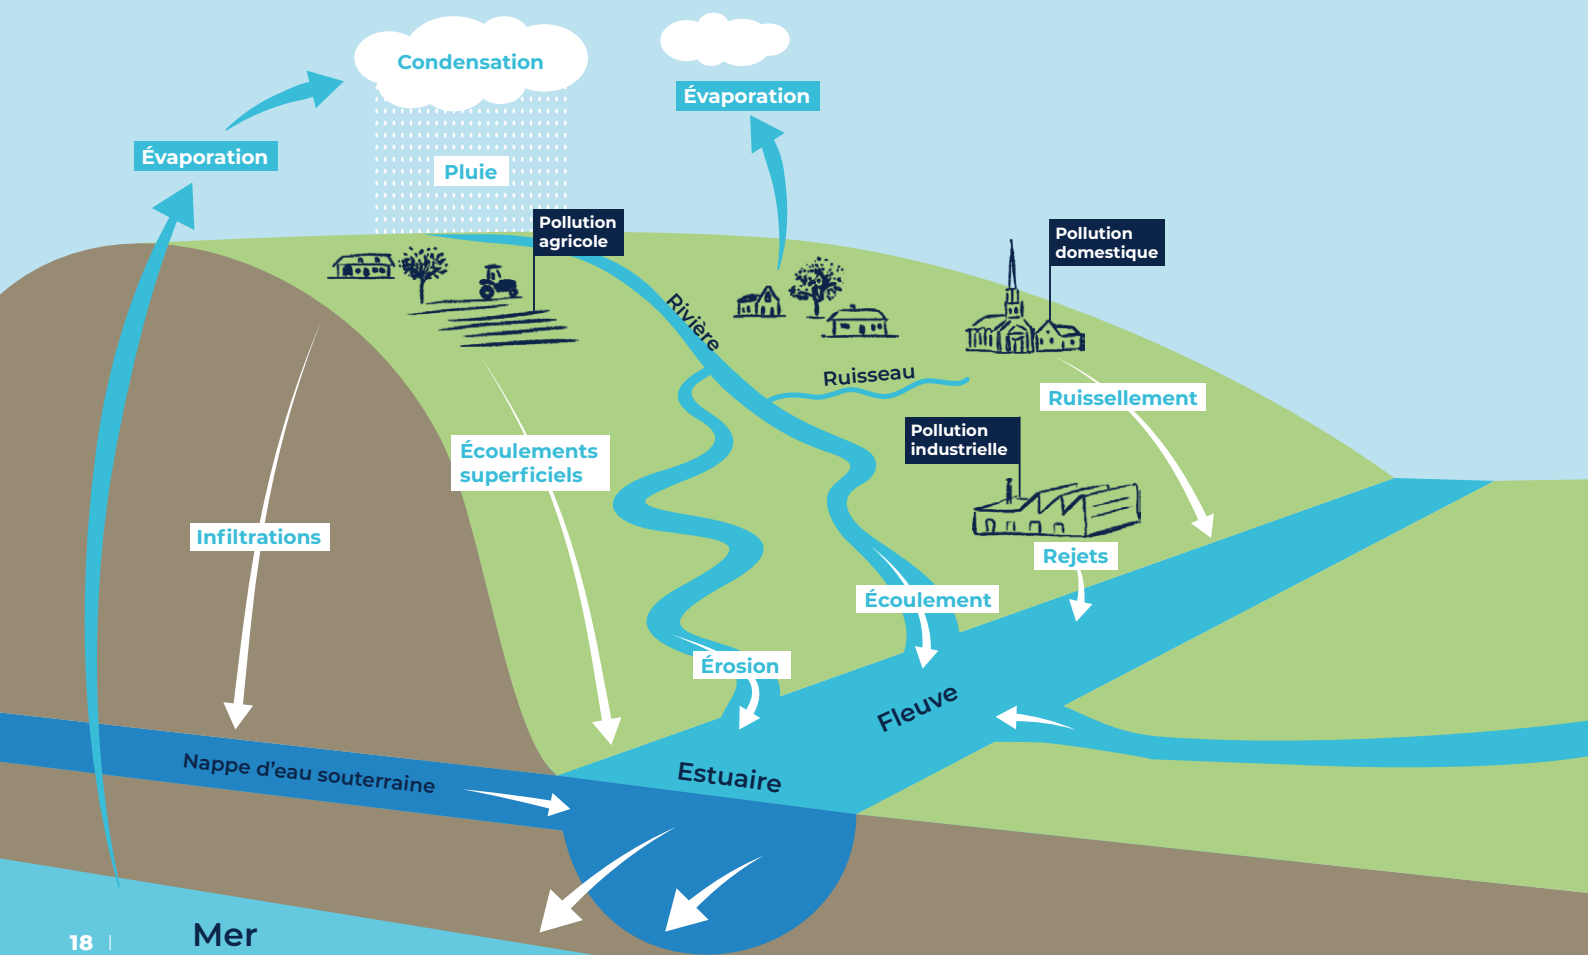 Condensation
Évaporation
Évaporation
Pluie
Pollution
agricole
Pollution
domestique
Rivière
Ruisseau
Ruissellement
Pollution
industrielle
Écoulements
superficiels
Infiltrations
Rejets
Écoulement
Érosion
Fleuve
Nappe d’eau souterraine
Estuaire
Mer
18 |